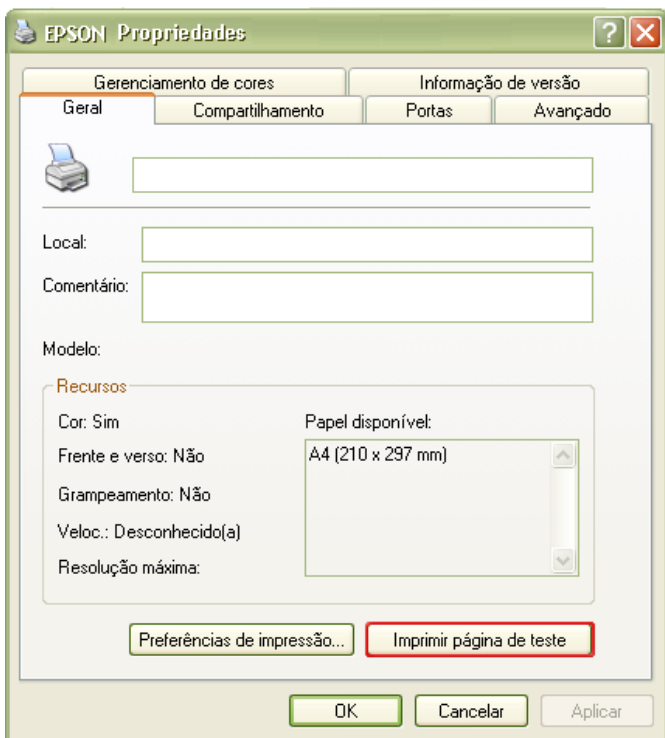 EPSON Propriedades
Gerenciamento de cores Informação de versão
Geral Compartilhamento Portas Avançado
Local:
Comentário:
Modelo:
Recursos
Cor: Sim Papel disponível:
Frente e verso: Não A4 (210 x 297 mm)
Grampeamento: Não
Veloc.: Desconhecido(a)
Resolução máxima:
Preferências de impressão... Imprimir página de teste
OK Cancelar Aplicar